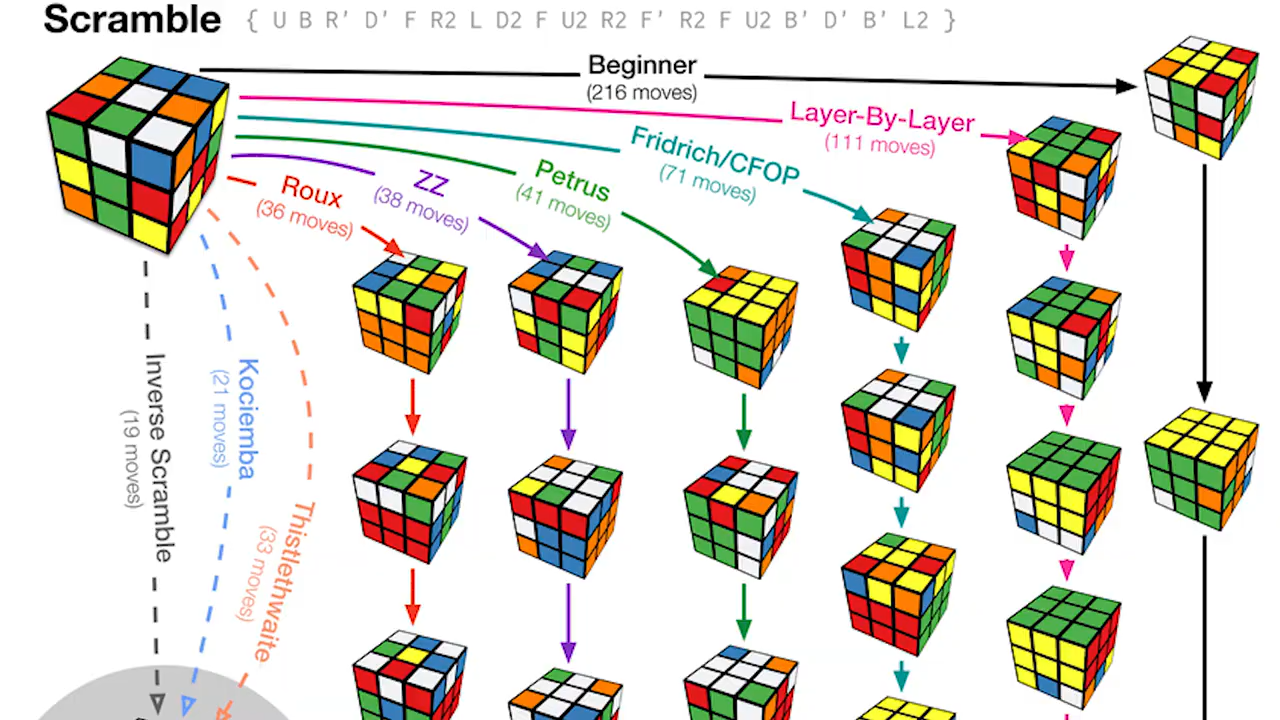 Scramble { U B R' D' F R2 L D2 F U2 R2 F' R2 F U2 B' D' B' L2 }
Beginner
(216 moves)
Layer-By-Layer
(111 moves)
Fridrich/CFOP
(71 moves)
Petrus
(41 moves)
ZZ
(38 moves)
Roux
(36 moves)
Inverse Scramble
(19 moves)
Kociemba
(21 moves)
Thistlethwaite
(33 moves)